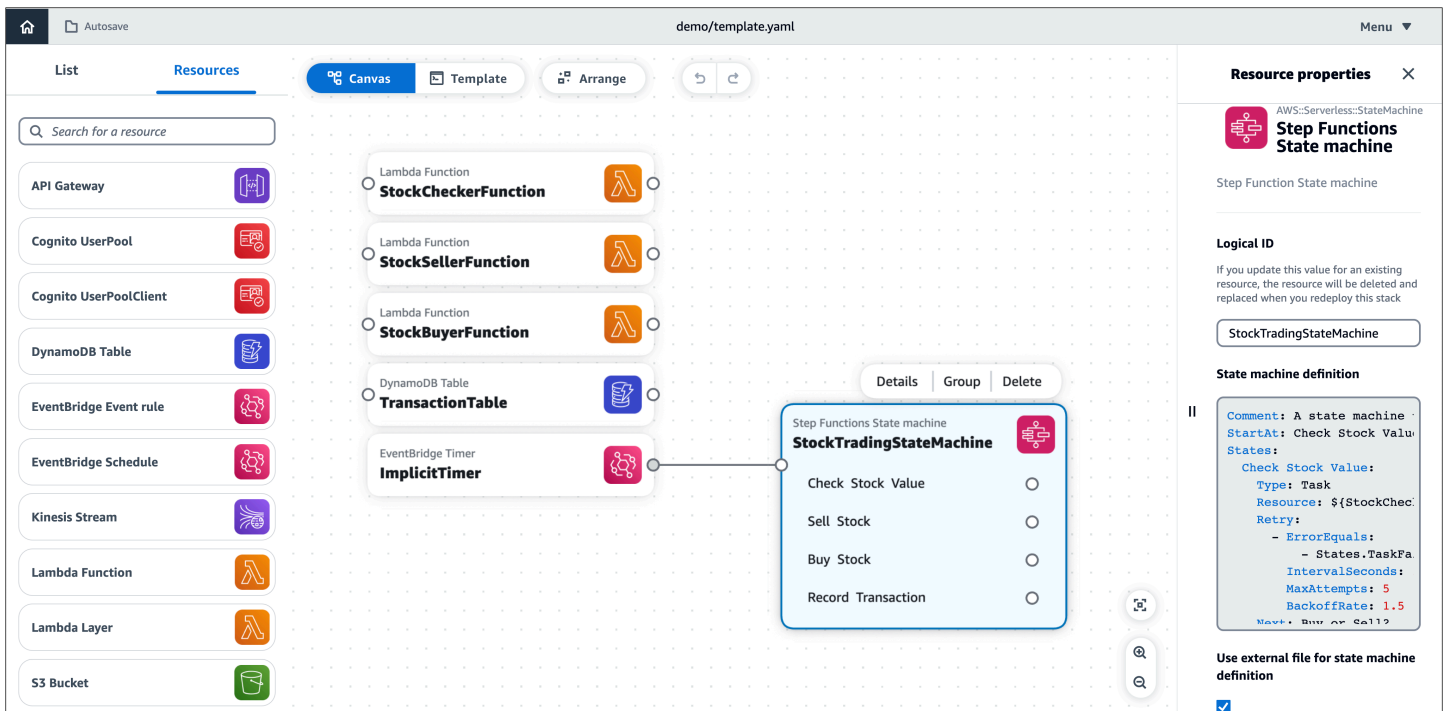 Autosave
demo/template.yaml
Menu
List
Resources
Search for a resource
API Gateway
Cognito UserPool
Cognito UserPoolClient
DynamoDB Table
EventBridge Event rule
EventBridge Schedule
Kinesis Stream
Lambda Function
Lambda Layer
S3 Bucket
Canvas
Template
Arrange
Lambda Function
StockCheckerFunction
Lambda Function
StockSellerFunction
Lambda Function
StockBuyerFunction
DynamoDB Table
TransactionTable
EventBridge Timer
ImplicitTimer
Details
Group
Delete
Step Functions State machine
StockTradingStateMachine
Check Stock Value
Sell Stock
Buy Stock
Record Transaction
Resource properties
AWS::Serverless::StateMachine
Step Functions
State machine
Step Function State machine
Logical ID
If you update this value for an existing
resource, the resource will be deleted and
replaced when you redeploy this stack
StockTradingStateMachine
State machine definition
Comment: A state machine
StartAt: Check Stock Valu
States:
Check Stock Value:
Type: Task
Resource: ${StockChec
Retry:
- ErrorEquals:
- States.TaskFa
IntervalSeconds:
MaxAttempts: 5
BackoffRate: 1.5
Next: Buy or Sell?
Use external file for state machine
definition